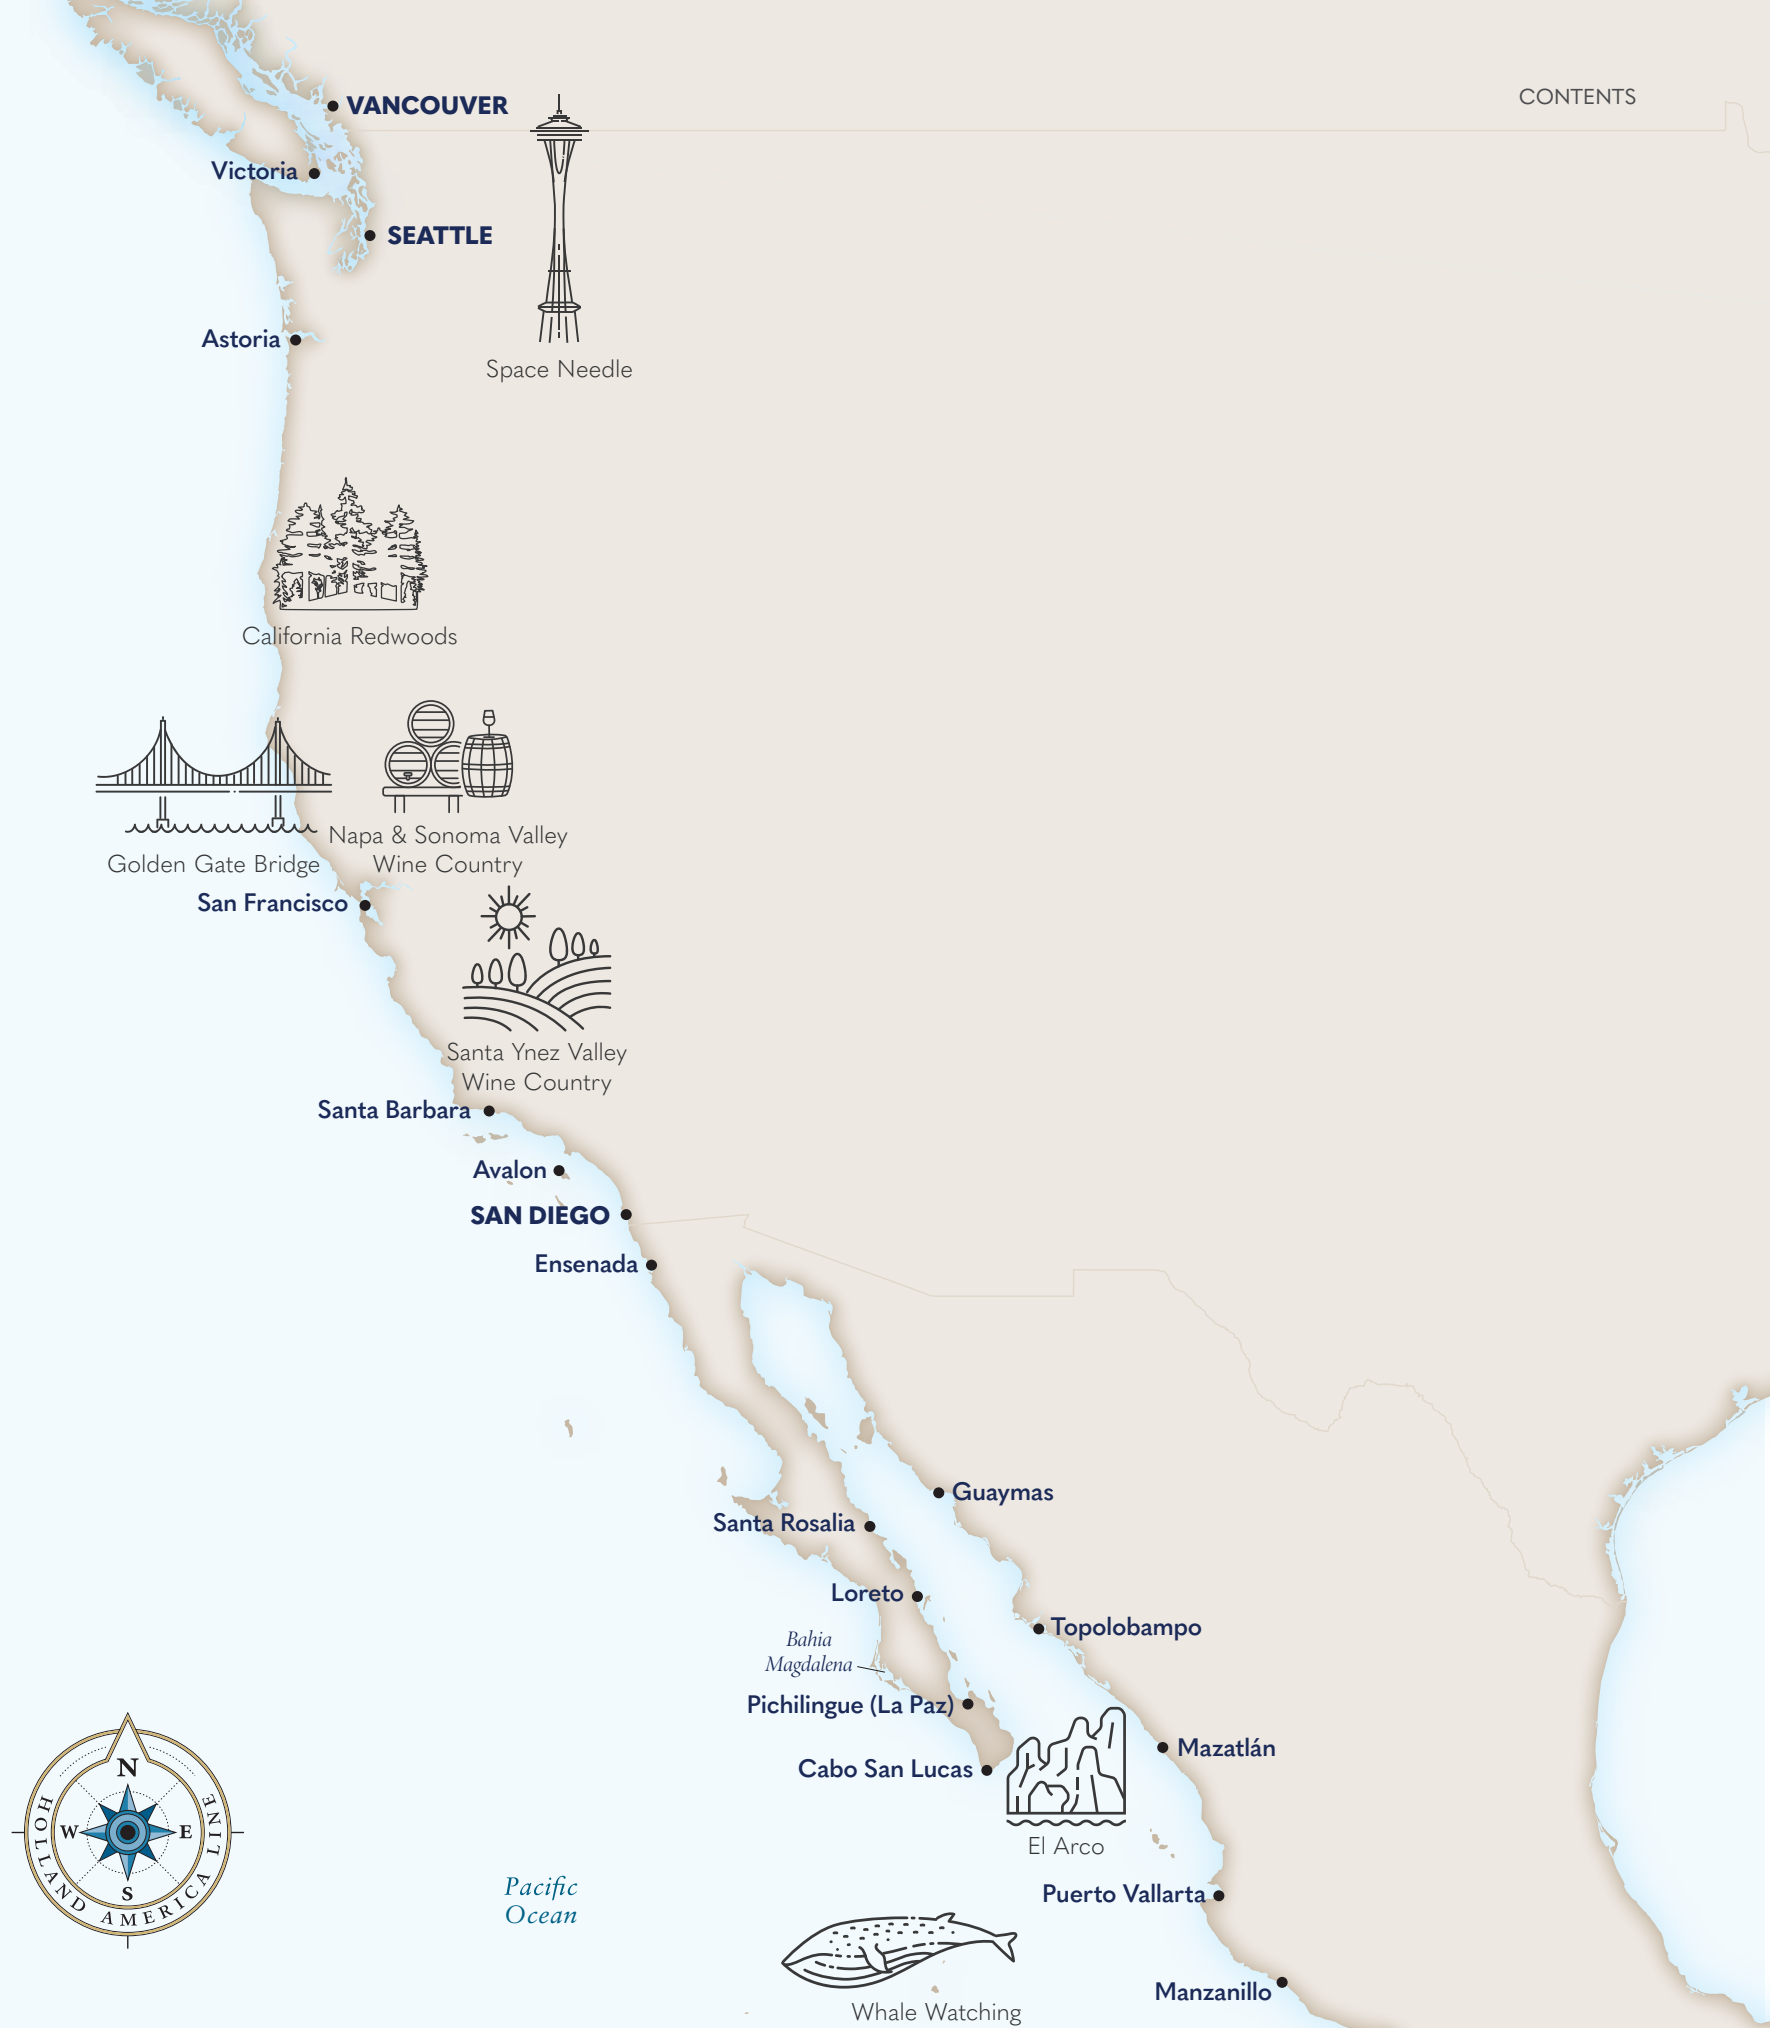 CONTENTS
VANCOUVER
Victoria
SEATTLE
Astoria
Space Needle
California Redwoods
Napa & Sonoma Valley
Wine Country
Golden Gate Bridge
San Francisco
Santa Ynez Valley
Wine Country
Santa Barbara
Avalon
SAN DIEGO
Ensenada
Guaymas
Santa Rosalia
Loreto
Topolobampo
Bahia
Magdalena
Pichilingue (La Paz)
Mazatlán
Cabo San Lucas
El Arco
N
W
E
S
HOLLAND AMERICA LINE
Pacific
Ocean
Puerto Vallarta
Manzanillo
Whale Watching